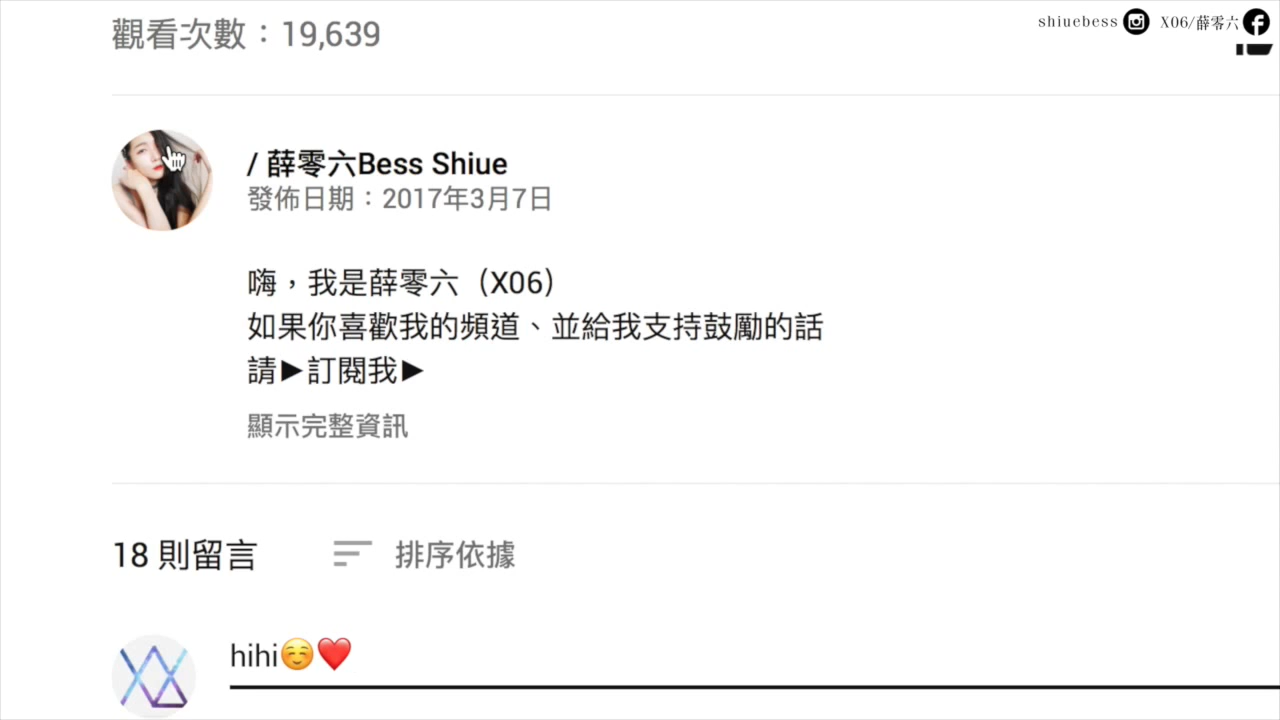 觀看次數：19,639
shiuebess X06/薛零六
/ 薛零六Bess Shiue
發佈日期：2017年3月7日
嗨，我是薛零六（X06）
如果你喜歡我的頻道、並給我支持鼓勵的話
請►訂閱我►
顯示完整資訊
18 則留言 排序依據
hihi☺️❤️